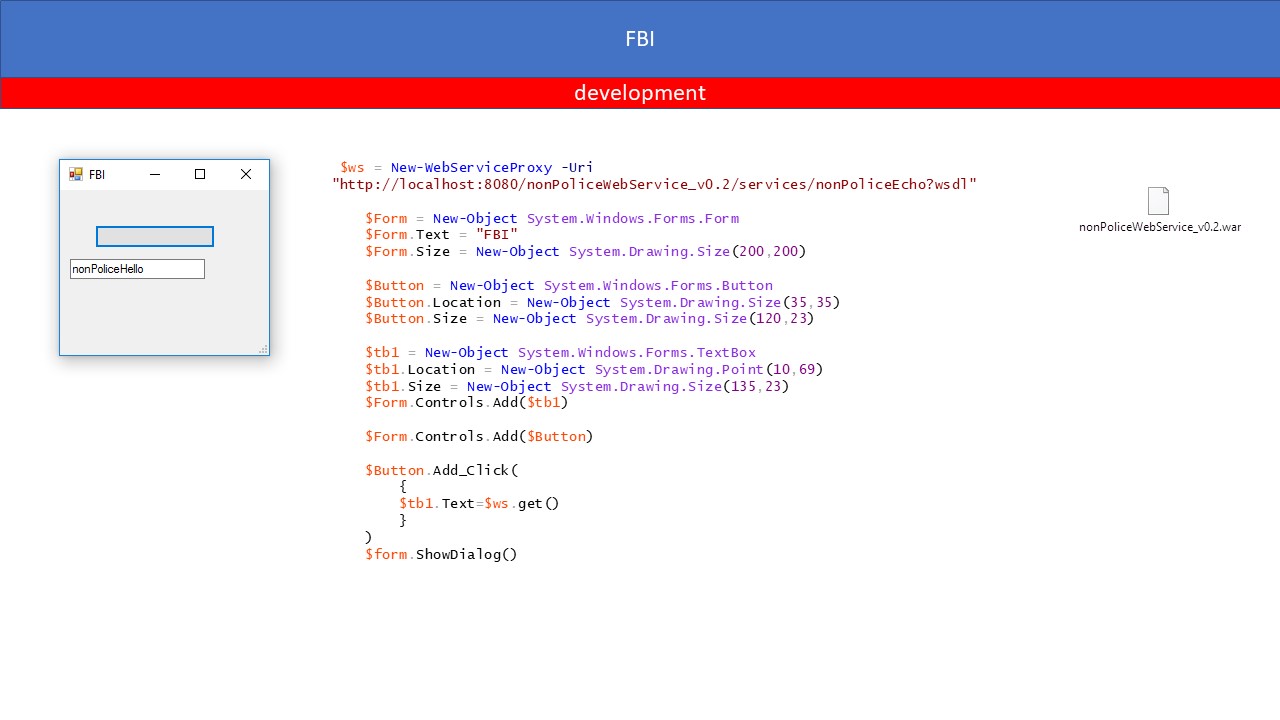 FBI
development
FBI
nonPoliceHello
$ws = New-WebServiceProxy -Uri
"http://localhost:8080/nonPoliceWebService_v0.2/services/nonPoliceEcho?wsdl"
$Form = New-Object System.Windows.Forms.Form
$Form.Text = "FBI"
$Form.Size = New-Object System.Drawing.Size(200,200)
$Button = New-Object System.Windows.Forms.Button
$Button.Location = New-Object System.Drawing.Size(35,35)
$Button.Size = New-Object System.Drawing.Size(120,23)
$tb1 = New-Object System.Windows.Forms.TextBox
$tb1.Location = New-Object System.Drawing.Point(10,69)
$tb1.Size = New-Object System.Drawing.Size(135,23)
$Form.Controls.Add($tb1)
$Form.Controls.Add($Button)
$Button.Add_Click(
{
$tb1.Text=$ws.get()
}
)
$form.ShowDialog()
nonPoliceWebService_v0.2.war